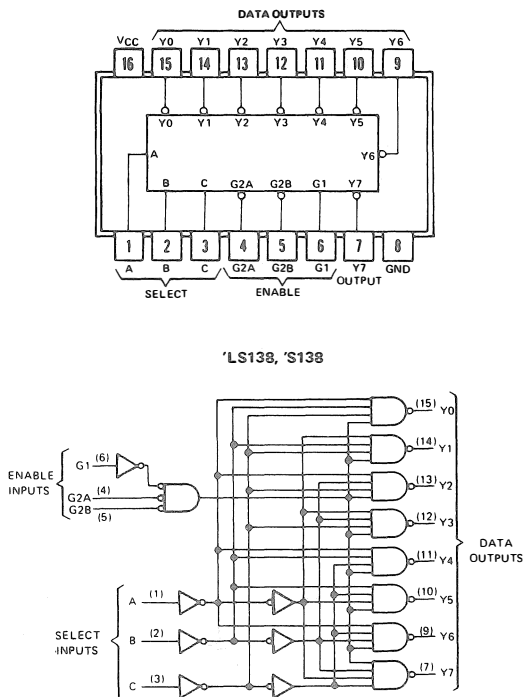 DATA OUTPUTS
VCC Y0 Y1 Y2 Y3 Y4 Y5 Y6
16 15 14 13 12 11 10 9
Y0 Y1 Y2 Y3 Y4 Y5
A Y6
B C G2A G2B G1 Y7
1 2 3 4 5 6 7 8
A B C G2A G2B G1 Y7 GND
SELECT ENABLE OUTPUT
'LS138, 'S138
(15) Y0
(14) Y1
(6)
G1
ENABLE
INPUTS
(4)
G2A
G2B
(5)
(13) Y2
(12) Y3
DATA
OUTPUTS
(11) Y4
(1)
A
(10) Y5
SELECT
INPUTS
(2)
B
(9) Y6
(3)
C
(7) Y7